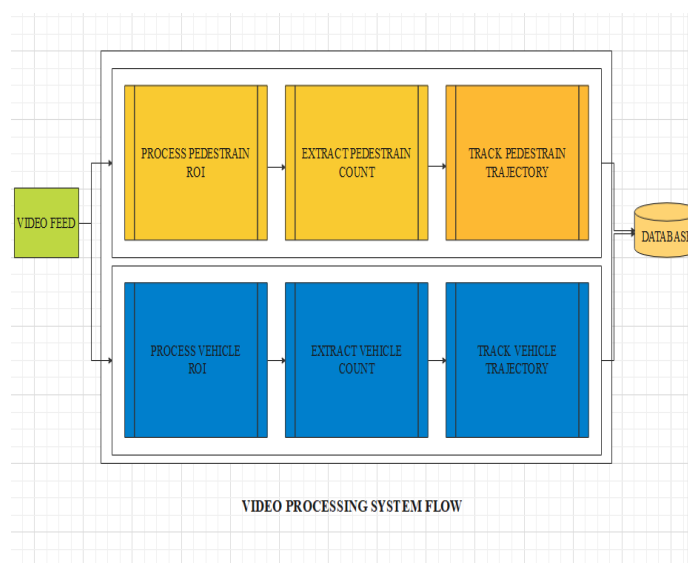 PROCESS PEDESTRAIN
ROI
EXTRACT PEDESTRAIN
COUNT
TRACK PEDESTRAIN
TRAJECTORY
VIDEO FEED
DATABASE
PROCESS VEHICLE
ROI
EXTRACT VEHICLE
COUNT
TRACK VEHICLE
TRAJECTORY
VIDEO PROCESSING SYSTEM FLOW